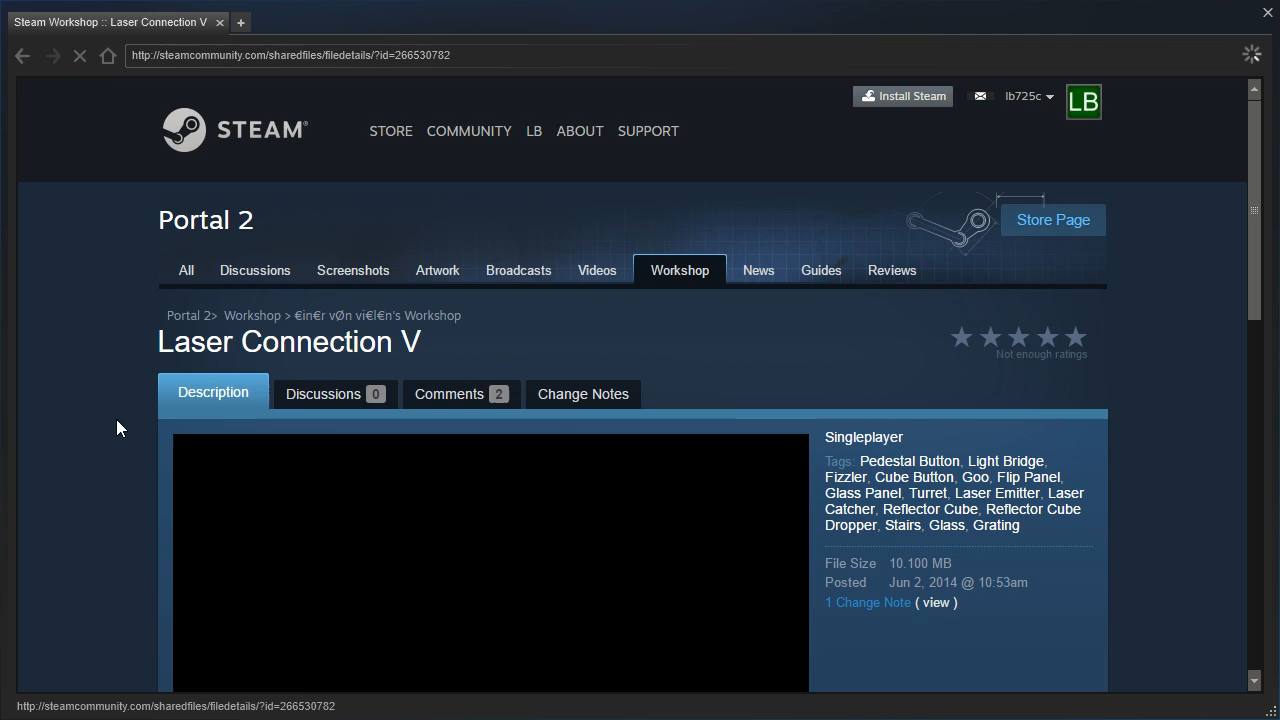 Steam Workshop :: Laser Connection V
http://steamcommunity.com/sharedfiles/filedetails/?id=266530782
Install Steam
lb725c
LB
STEAM®
STORE COMMUNITY LB ABOUT SUPPORT
Portal 2
Store Page
All Discussions Screenshots Artwork Broadcasts Videos Workshop News Guides Reviews
Portal 2> Workshop > €in€r vØn vi€l€n's Workshop
Laser Connection V
Not enough ratings
Description Discussions 0 Comments 2 Change Notes
Singleplayer
Tags: Pedestal Button, Light Bridge,
Fizzler, Cube Button, Goo, Flip Panel,
Glass Panel, Turret, Laser Emitter, Laser
Catcher, Reflector Cube, Reflector Cube
Dropper, Stairs, Glass, Grating
File Size 10.100 MB
Posted Jun 2, 2014 @ 10:53am
1 Change Note ( view )
http://steamcommunity.com/sharedfiles/filedetails/?id=266530782